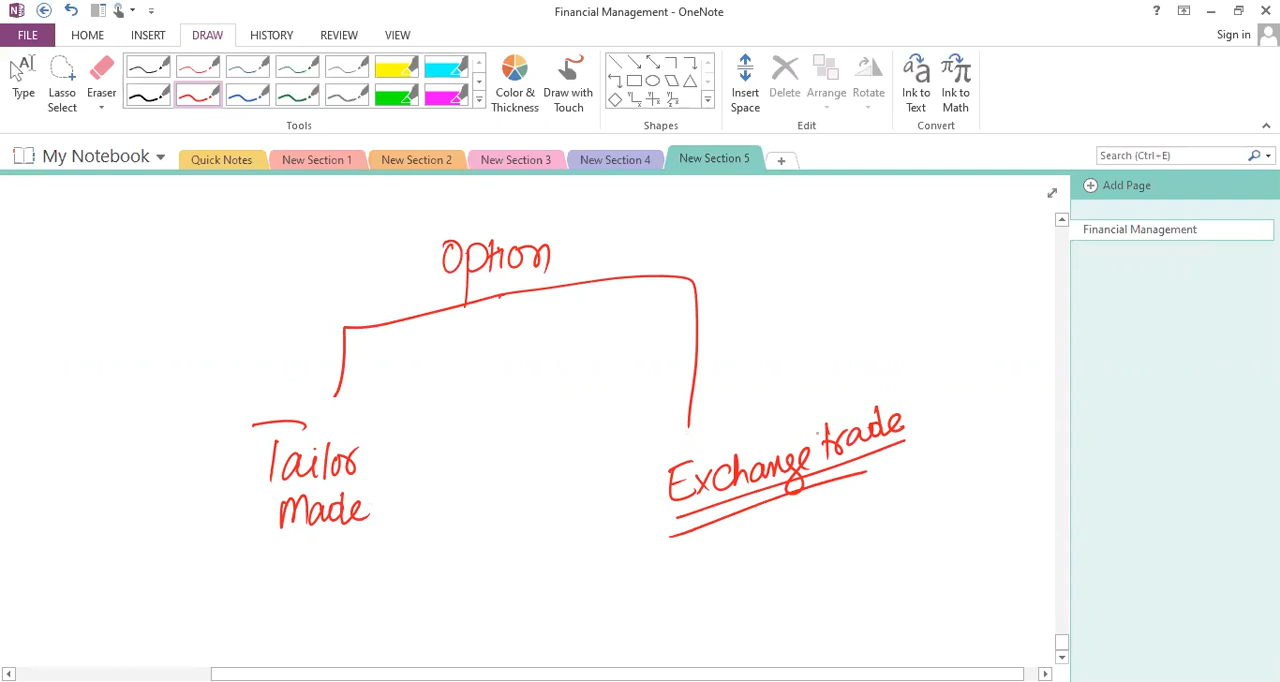 Financial Management - OneNote
?
FILE
HOME
INSERT
DRAW
HISTORY
REVIEW
VIEW
Sign in
Type
Lasso
Select
Eraser
Color &
Thickness
Draw with
Touch
Insert
Space
Delete
Arrange
Rotate
Ink to
Text
Ink to
Math
Tools
Shapes
Edit
Convert
My Notebook
Quick Notes
New Section 1
New Section 2
New Section 3
New Section 4
New Section 5
Search (Ctrl+E)
Add Page
Financial Management
Option
Tailor
Made
Exchange trade